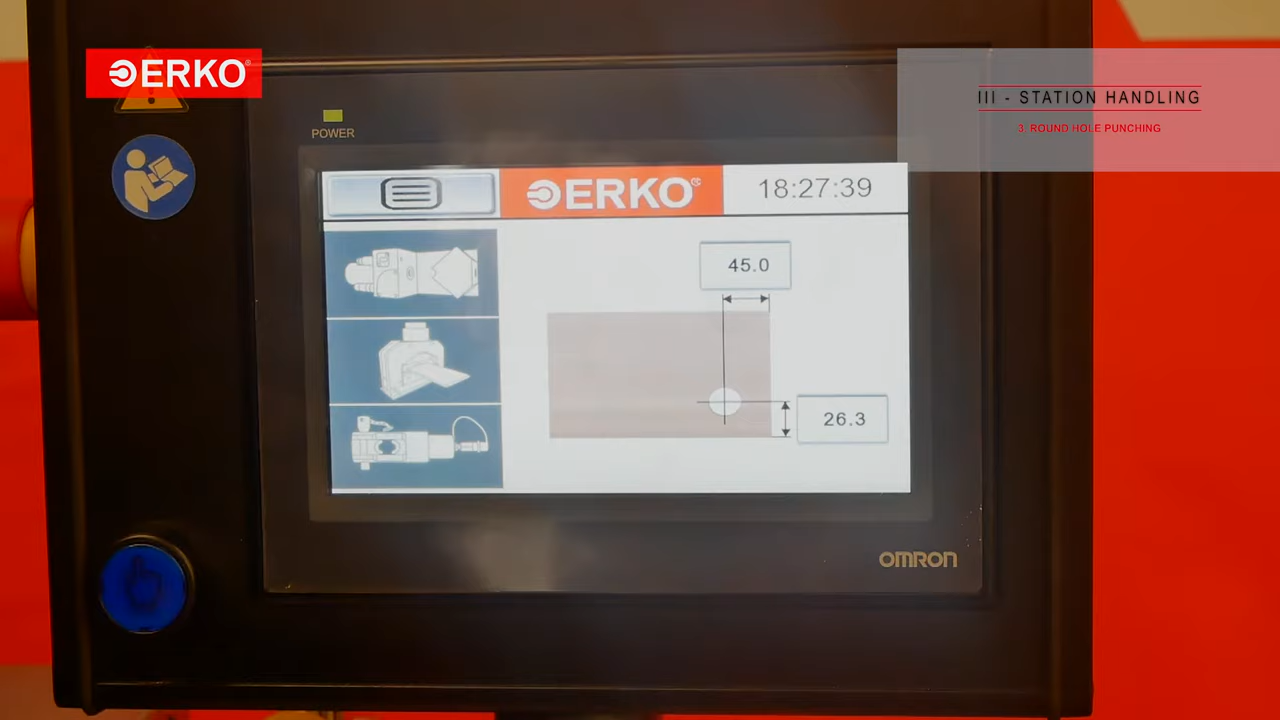 ERKO®
III - STATION HANDLING
3. ROUND HOLE PUNCHING
POWER
ERKO
18:27:39
45.0
26.3
OMRON